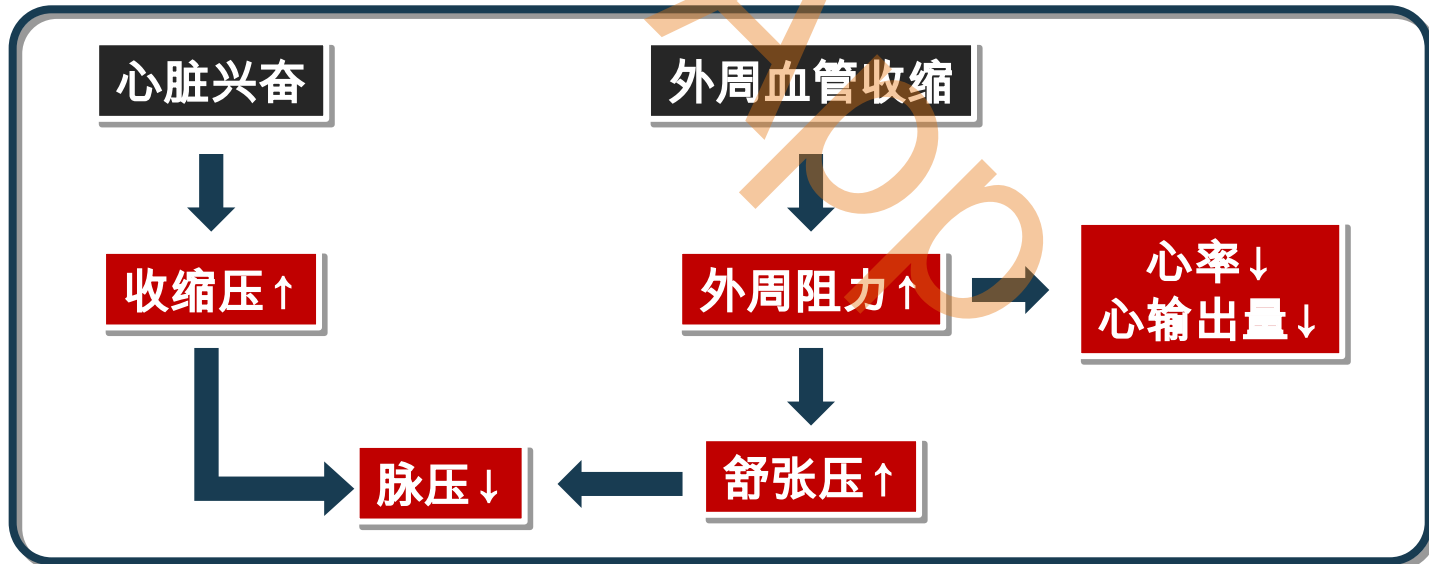 心脏兴奋
外周血管收缩
收缩压↑
外周阻力↑
心率↓
心输出量↓
脉压↓
舒张压↑